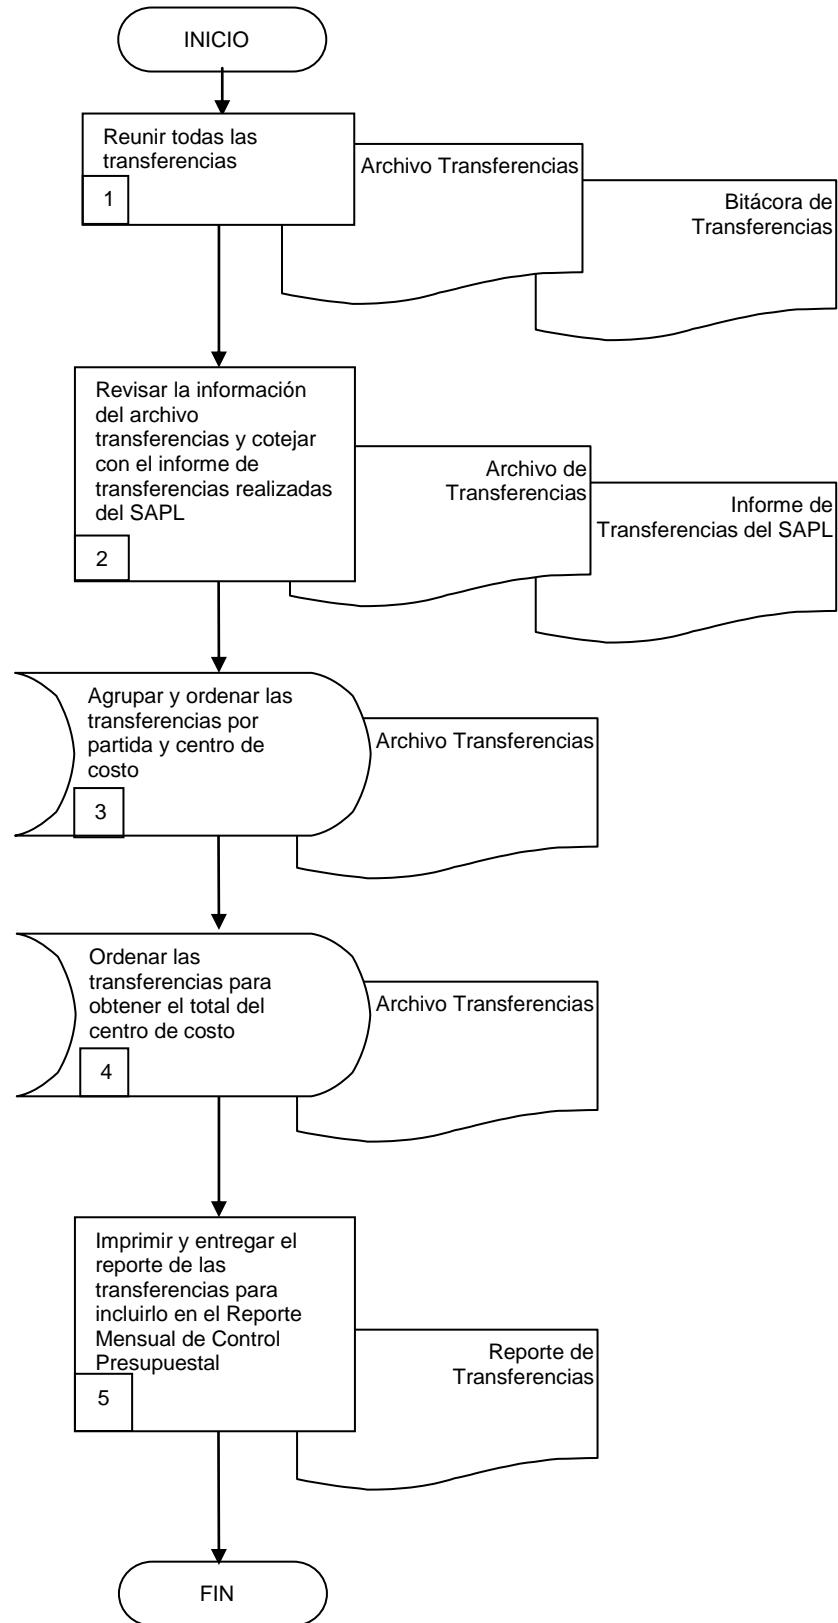 INICIO
Reunir todas las
transferencias
1
Archivo Transferencias
Bitácora de
Transferencias
Revisar la información
del archivo
transferencias y cotejar
con el informe de
transferencias realizadas
del SAPL
2
Archivo de
Transferencias
Informe de
Transferencias del SAPL
Agrupar y ordenar las
transferencias por
partida y centro de
costo
3
Archivo Transferencias
Ordenar las
transferencias para
obtener el total del
centro de costo
4
Archivo Transferencias
Imprimir y entregar el
reporte de las
transferencias para
incluirlo en el Reporte
Mensual de Control
Presupuestal
5
Reporte de
Transferencias
FIN